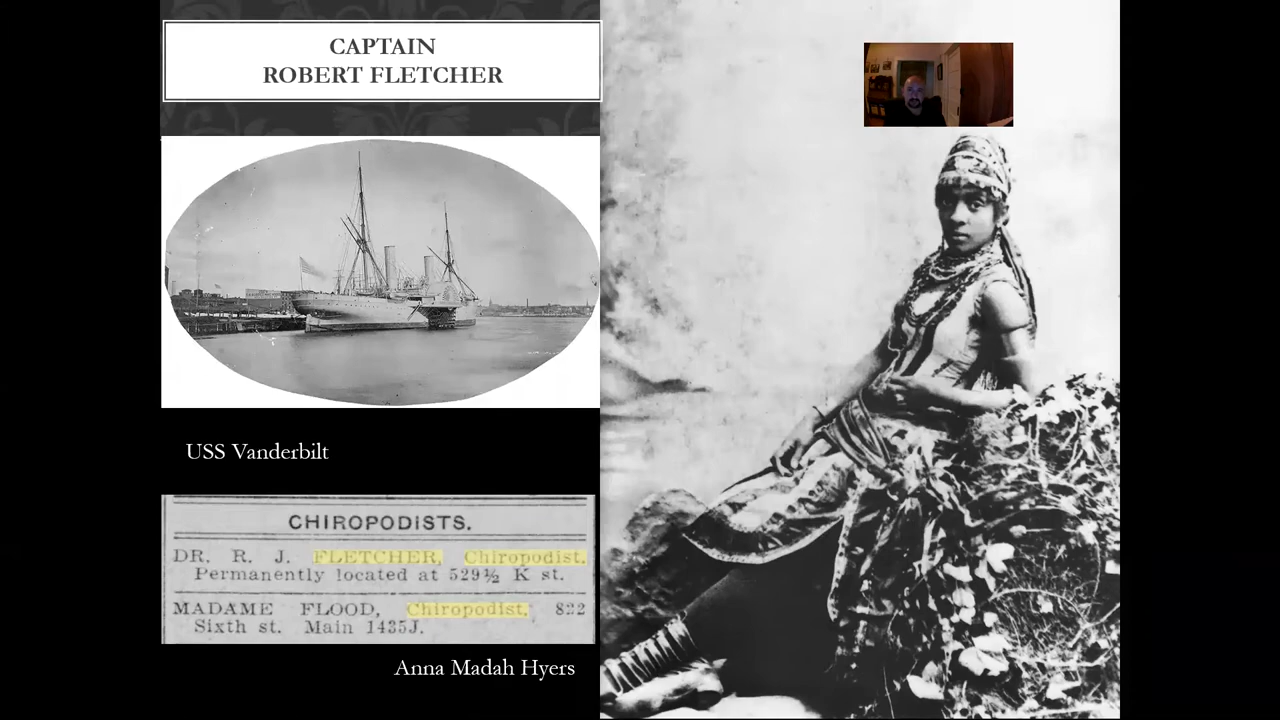 CAPTAIN
ROBERT FLETCHER
USS Vanderbilt
CHIROPODISTS.
DR. R. J. FLETCHER, Chiropodist.
Permanently located at 529½ K st.
MADAME FLOOD, Chiropodist. 822
Sixth st. Main 1435J.
Anna Madah Hyers